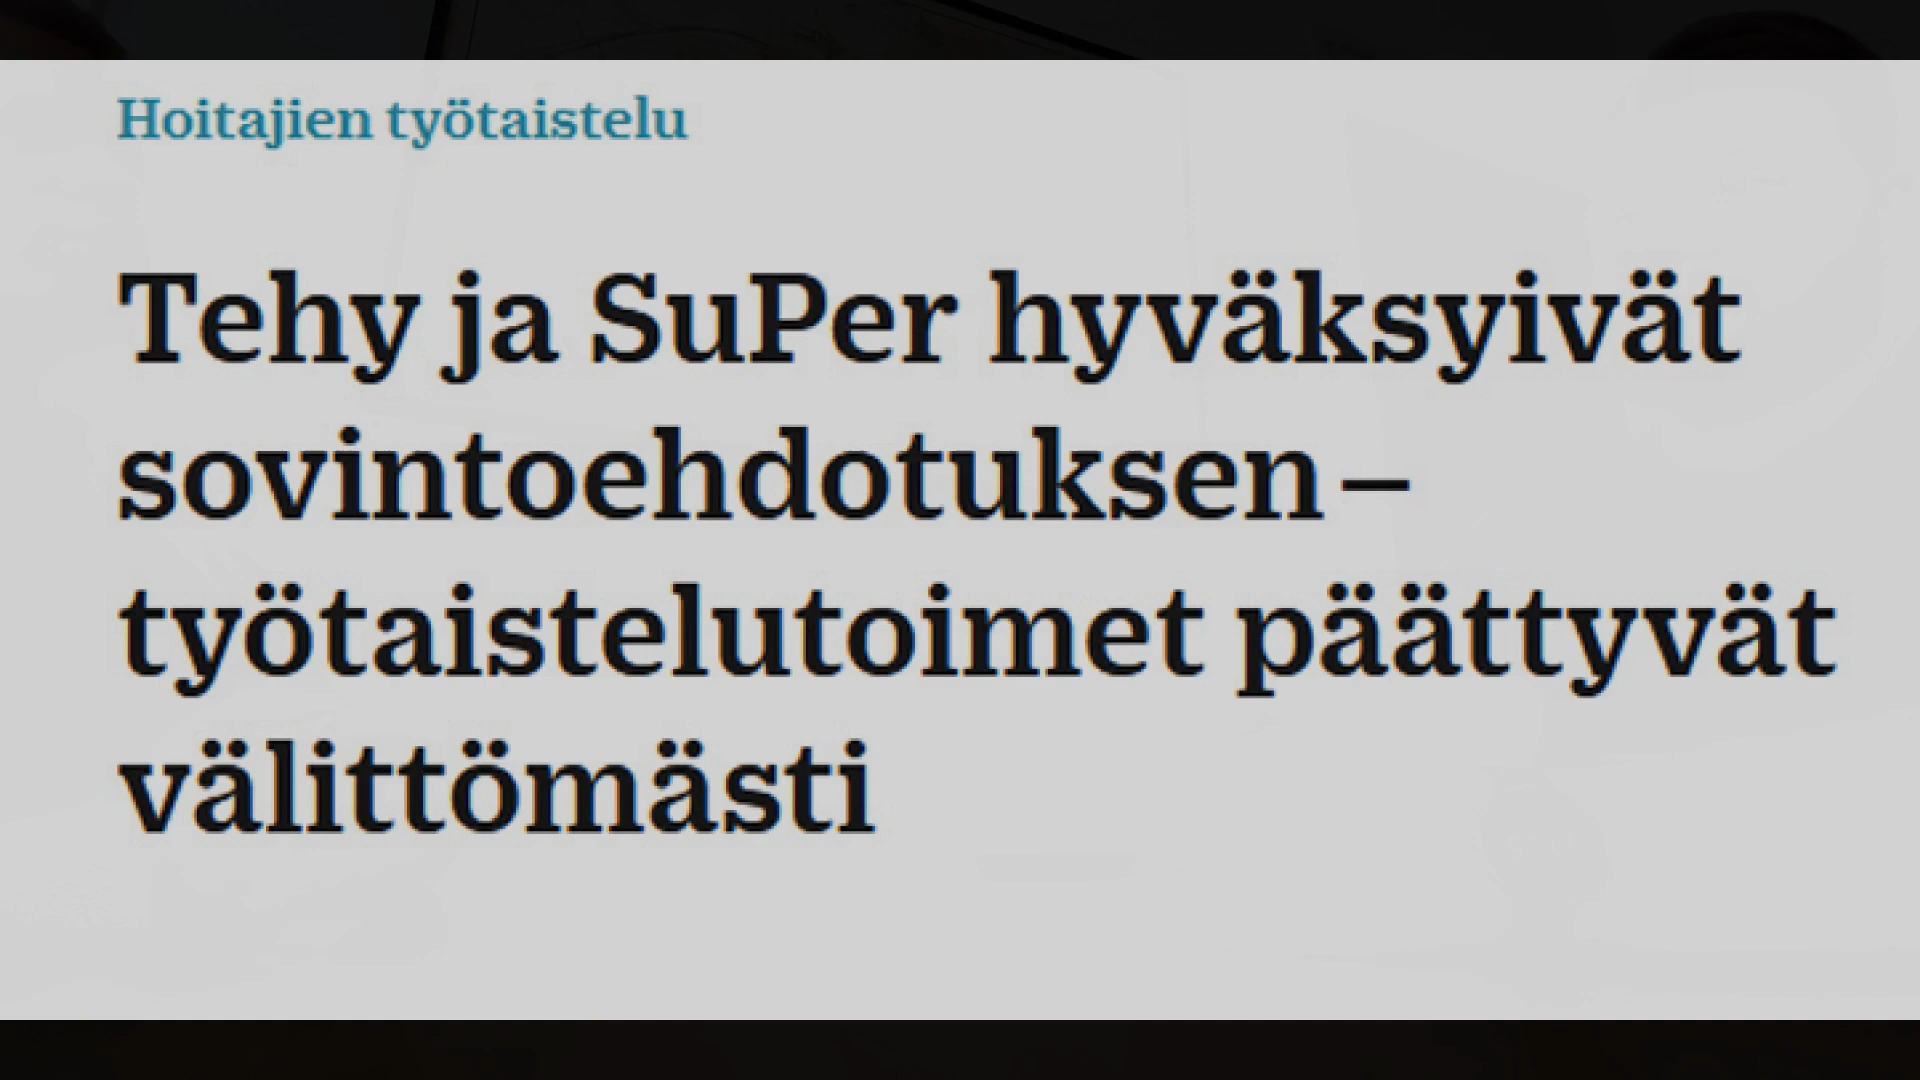 Hoitajien työtaistelu
Tehy ja SuPer hyväksyivät
sovintoehdotuksen –
työtaistelutoimet päättyvät
välittömästi